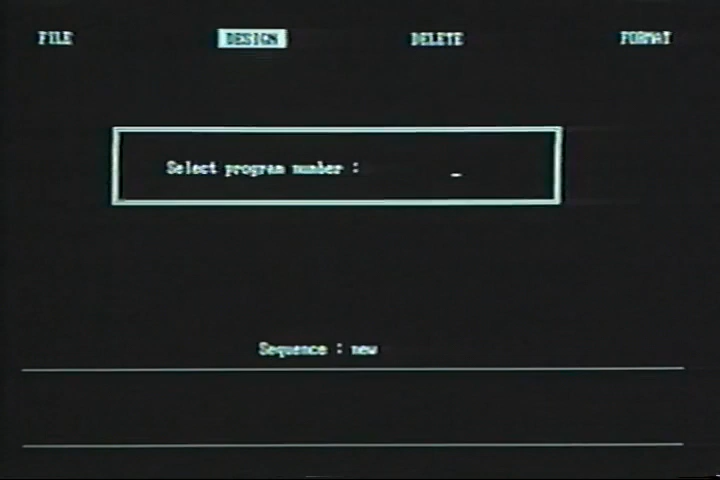 FILE DESIGN DELETE FORMAT
Select program number : _
Sequence : new